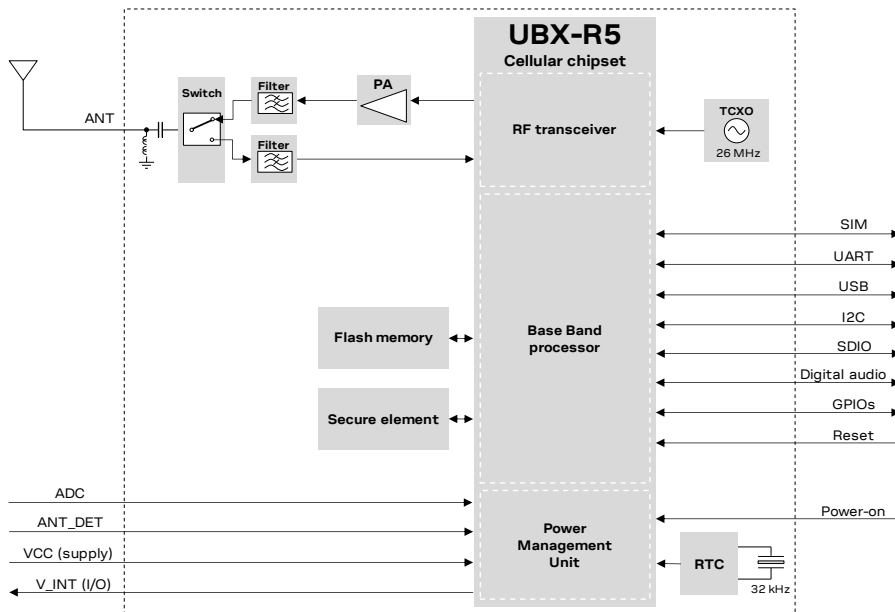 UBX-R5
Cellular chipset
Switch
Filter
PA
ANT
Filter
RF transceiver
TCXO
26 MHz
SIM
UART
USB
I2C
SDIO
Digital audio
GPIOs
Reset
Flash memory
Base Band
processor
Secure element
ADC
ANT_DET
VCC (supply)
V_INT (I/O)
Power
Management
Unit
Power-on
RTC
32 kHz